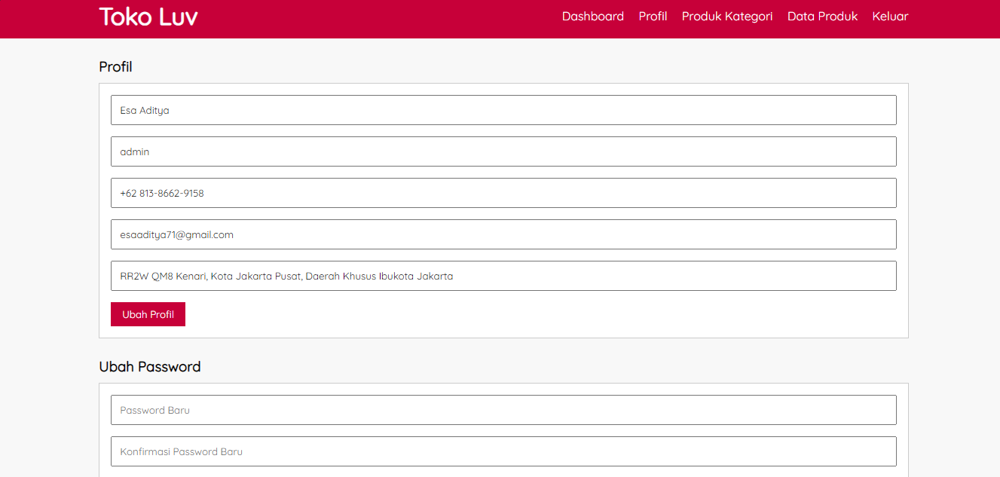 Toko Luv
Dashboard Profil Produk Kategori Data Produk Keluar
Profil
Esa Aditya
admin
+62 813-8662-9158
esaaditya71@gmail.com
RR2W QM8 Kenari, Kota Jakarta Pusat, Daerah Khusus Ibukota Jakarta
Ubah Profil
Ubah Password
Password Baru
Konfirmasi Password Baru